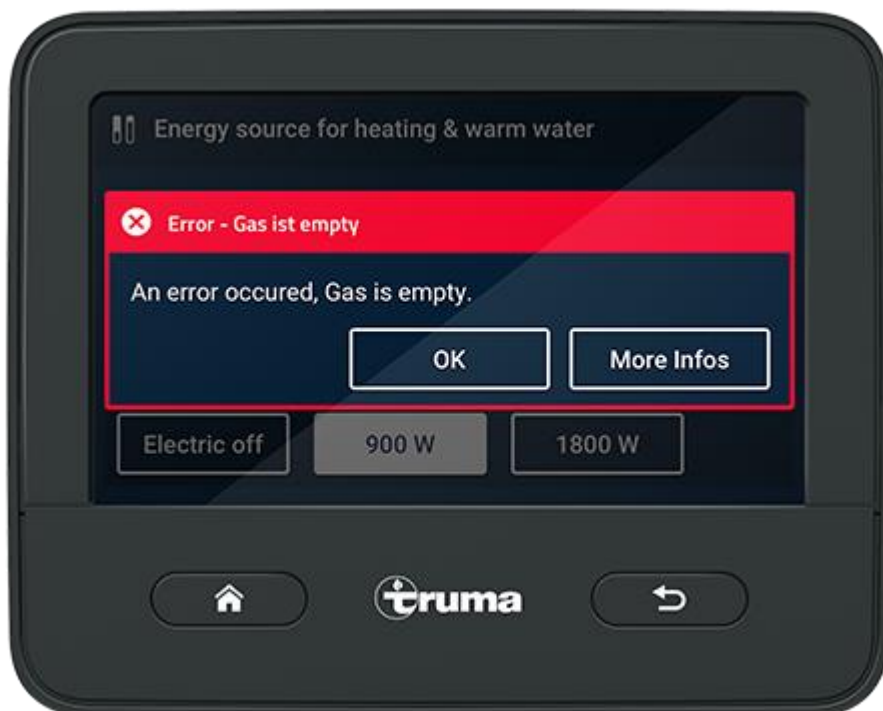 Energy source for heating & warm water
Error - Gas ist empty
An error occured, Gas is empty.
OK
More Infos
Electric off
900 W
1800 W
truma